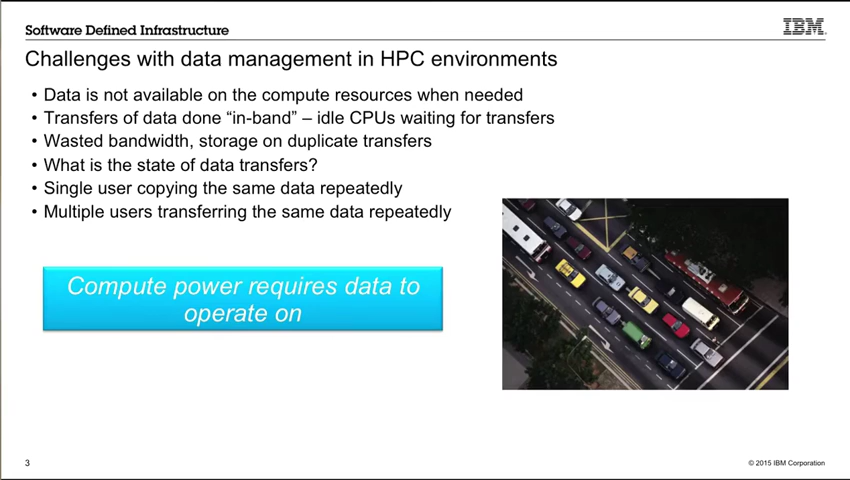 Software Defined Infrastructure
IBM
Challenges with data management in HPC environments
• Data is not available on the compute resources when needed
• Transfers of data done “in-band” – idle CPUs waiting for transfers
• Wasted bandwidth, storage on duplicate transfers
• What is the state of data transfers?
• Single user copying the same data repeatedly
• Multiple users transferring the same data repeatedly
Compute power requires data to
operate on
3
© 2015 IBM Corporation